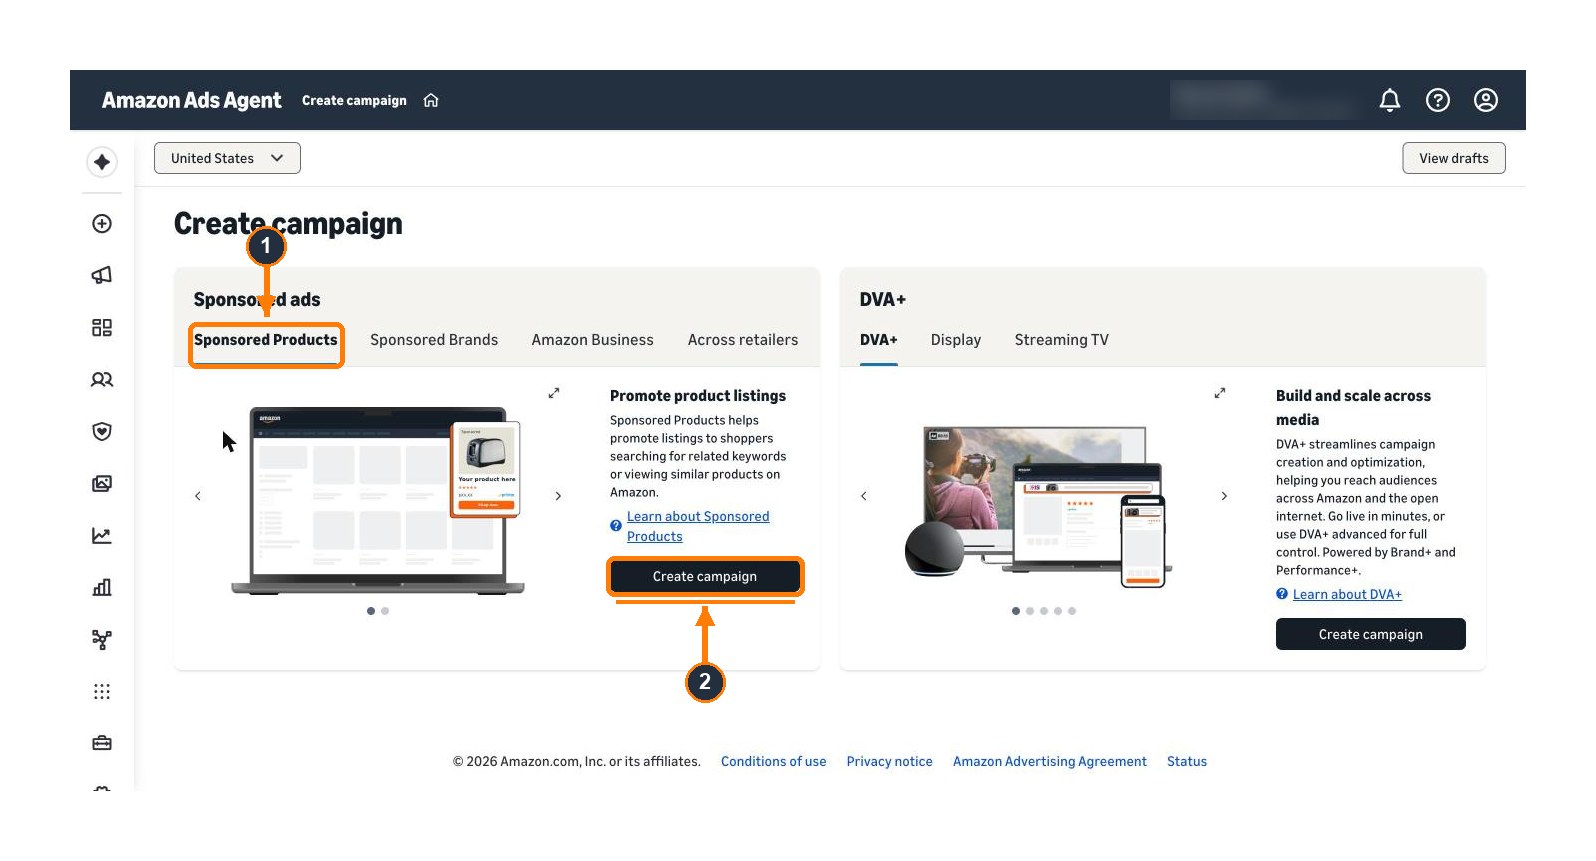 Amazon Ads Agent Create campaign
United States
View drafts
Create campaign
1
Sponsored ads
Sponsored Products Sponsored Brands Amazon Business Across retailers
amazon
Sponsored
Your product here
Promote product listings
Sponsored Products helps
promote listings to shoppers
searching for related keywords
or viewing similar products on
Amazon.
Learn about Sponsored
Products
Create campaign
2
DVA+
DVA+ Display Streaming TV
Build and scale across
media
DVA+ streamlines campaign
creation and optimization,
helping you reach audiences
across Amazon and the open
internet. Go live in minutes, or
use DVA+ advanced for full
control. Powered by Brand+ and
Performance+.
Learn about DVA+
Create campaign
© 2026 Amazon.com, Inc. or its affiliates. Conditions of use Privacy notice Amazon Advertising Agreement Status